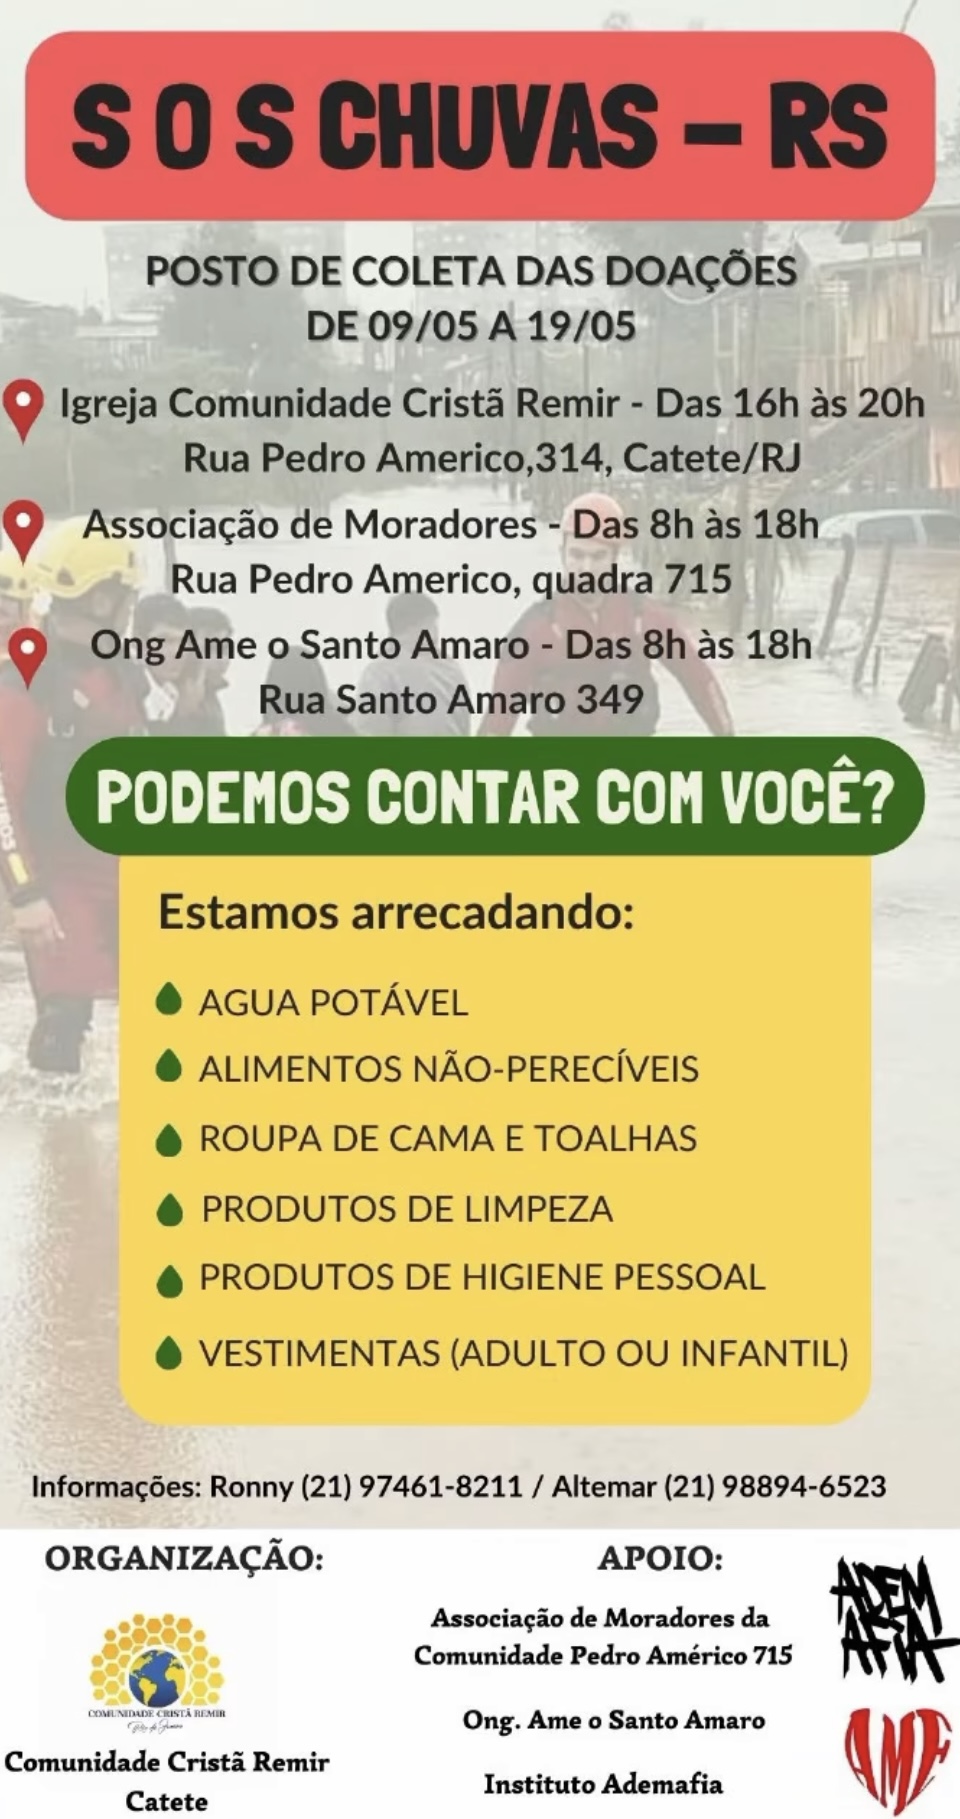 S O S CHUVAS – RS
POSTO DE COLETA DAS DOAÇÕES
DE 09/05 A 19/05
Igreja Comunidade Cristã Remir - Das 16h às 20h
Rua Pedro Americo,314, Catete/RJ
Associação de Moradores - Das 8h às 18h
Rua Pedro Americo, quadra 715
Ong Ame o Santo Amaro - Das 8h às 18h
Rua Santo Amaro 349
PODEMOS CONTAR COM VOCÊ?
Estamos arrecadando:
AGUA POTÁVEL
ALIMENTOS NÃO-PERECÍVEIS
ROUPA DE CAMA E TOALHAS
PRODUTOS DE LIMPEZA
PRODUTOS DE HIGIENE PESSOAL
VESTIMENTAS (ADULTO OU INFANTIL)
Informações: Ronny (21) 97461-8211 / Altemar (21) 98894-6523
ORGANIZAÇÃO:
COMUNIDADE CRISTÃ REMIR
Rio de Janeiro
Comunidade Cristã Remir
Catete
APOIO:
Associação de Moradores da
Comunidade Pedro Américo 715
Ong. Ame o Santo Amaro
Instituto Ademafia
ADEM
AFIA
AME